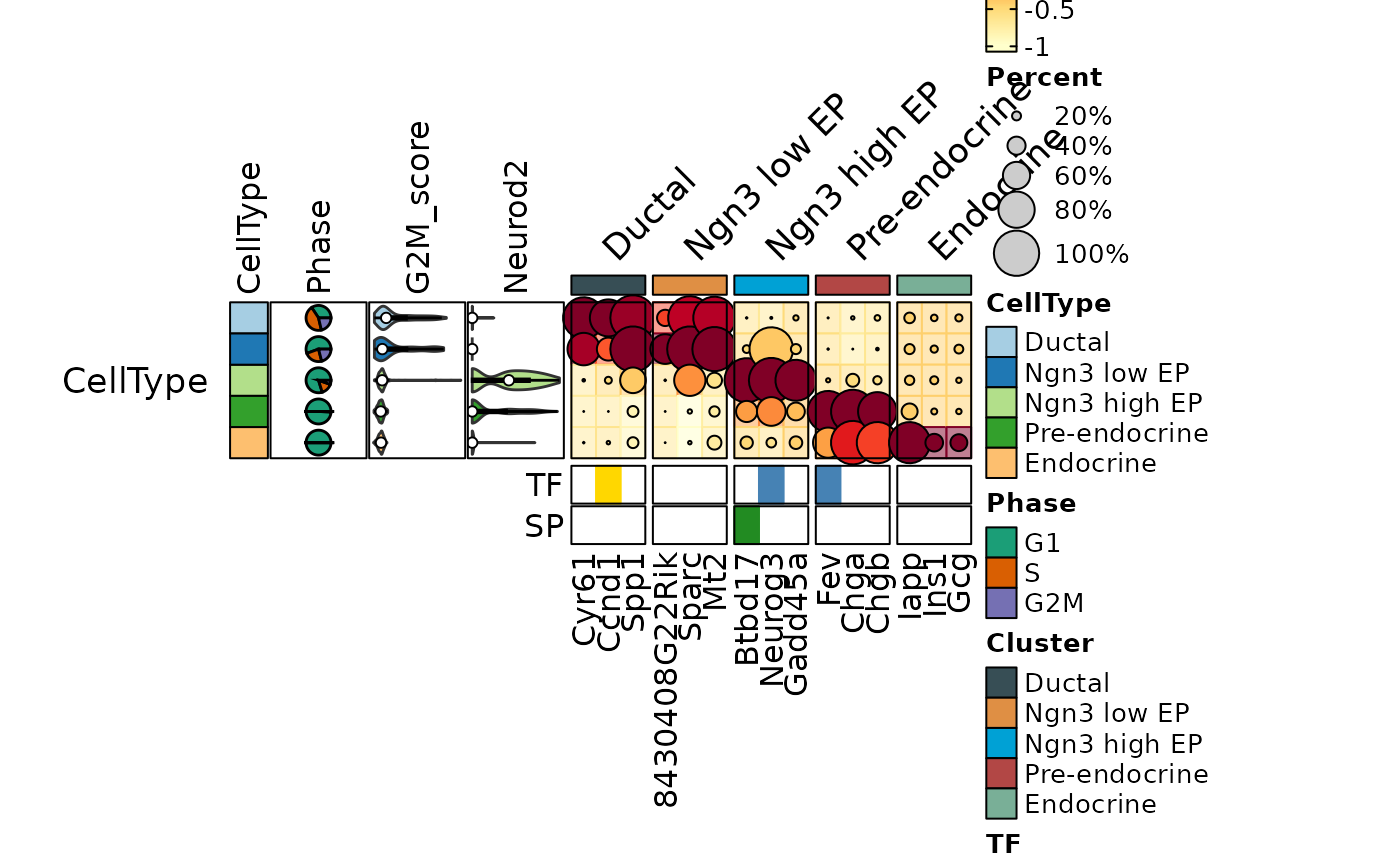 -0.5
-1
Percent
20%
40%
60%
80%
100%
CellType
Phase
G2M_score
Neurod2
Ductal
Ngn3 low EP
Ngn3 high EP
Pre-endocrine
Endocrine
CellType
TF
SP
Cyr61
Ccnd1
Spp1
8430408G22Rik
Sparc
Mt2
Btbd17
Neurog3
Gadd45a
Fev
Chga
Chgb
Iapp
Ins1
Gcg
CellType
Ductal
Ngn3 low EP
Ngn3 high EP
Pre-endocrine
Endocrine
Phase
G1
S
G2M
Cluster
Ductal
Ngn3 low EP
Ngn3 high EP
Pre-endocrine
Endocrine
TF